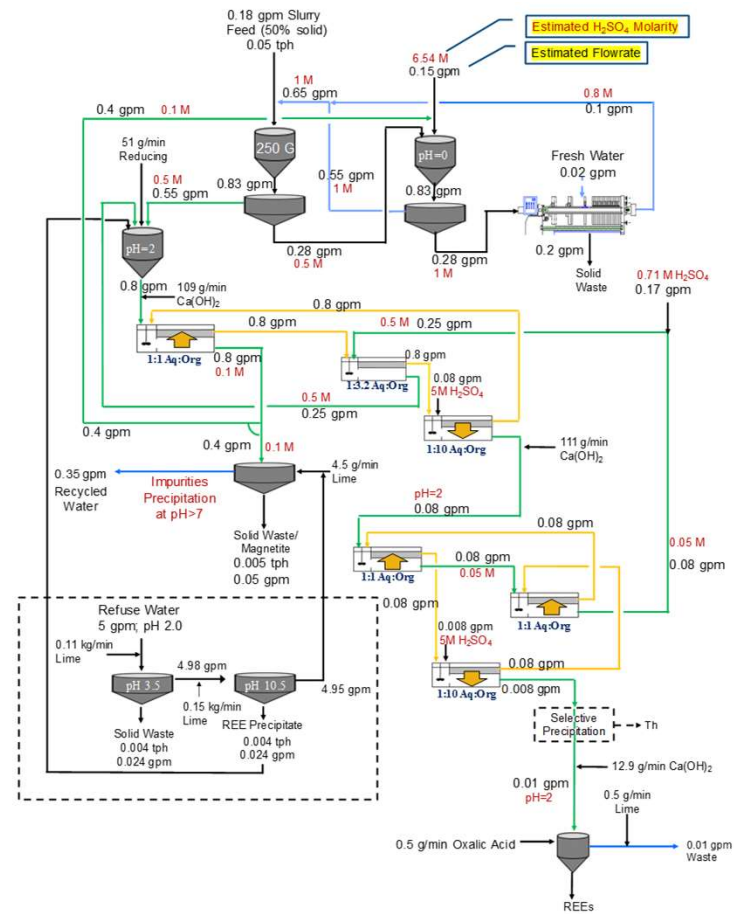 0.18 gpm Slurry
Feed (50% solid)
0.05 tph
Estimated H₂SO₄ Molarity
Estimated Flowrate
6.54 M
0.15 gpm
1 M
0.65 gpm
0.8 M
0.1 gpm
0.4 gpm 0.1 M
51 g/min
Reducing
250 G
pH=0
0.55 gpm
1 M
Fresh Water
0.02 gpm
0.5 M
0.55 gpm
0.83 gpm
0.83 gpm
pH=2
0.28 gpm
0.5 M
0.28 gpm
1 M
0.2 gpm
Solid
Waste
0.71 M H₂SO₄
0.17 gpm
0.8 gpm
109 g/min
Ca(OH)₂
0.8 gpm
0.8 gpm
0.5 M 0.25 gpm
1:1 Aq:Org
0.8 gpm
0.1 M
0.8 gpm
1:3.2 Aq:Org
0.08 gpm
5M H₂SO₄
0.5 M
0.25 gpm
1:10 Aq:Org
0.4 gpm
0.4 gpm
0.1 M
111 g/min
Ca(OH)₂
0.35 gpm
Recycled
Water
Impurities
Precipitation
at pH>7
4.5 g/min
Lime
pH=2
0.08 gpm
Solid Waste/
Magnetite
0.005 tph
0.05 gpm
0.08 gpm
0.08 gpm
0.05 M
0.05 M
0.08 gpm
1:1 Aq:Org
0.08 gpm
1:1 Aq:Org
Refuse Water
5 gpm; pH 2.0
0.11 kg/min
Lime
4.98 gpm
pH 3.5
pH 10.5
4.95 gpm
0.15 kg/min
Lime
Solid Waste
0.004 tph
0.024 gpm
REE Precipitate
0.004 tph
0.024 gpm
0.008 gpm
5M H₂SO₄
0.08 gpm
0.008 gpm
1:10 Aq:Org
Selective
Precipitation
Th
12.9 g/min Ca(OH)₂
0.01 gpm
pH=2
0.5 g/min
Lime
0.5 g/min Oxalic Acid
0.01 gpm
Waste
REEs